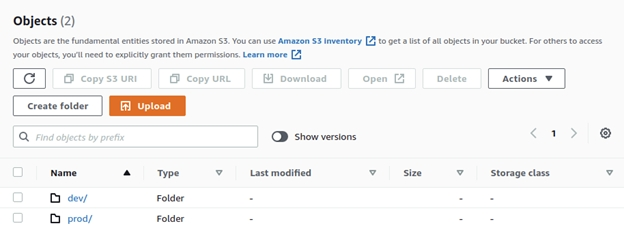 Objects (2)
Objects are the fundamental entities stored in Amazon S3. You can use Amazon S3 inventory to get a list of all objects in your bucket. For others to access
your objects, you'll need to explicitly grant them permissions. Learn more
Copy S3 URI Copy URL Download Open Delete Actions
Create folder Upload
Find objects by prefix Show versions 1
Name Type Last modified Size Storage class
dev/ Folder - - -
prod/ Folder - - -